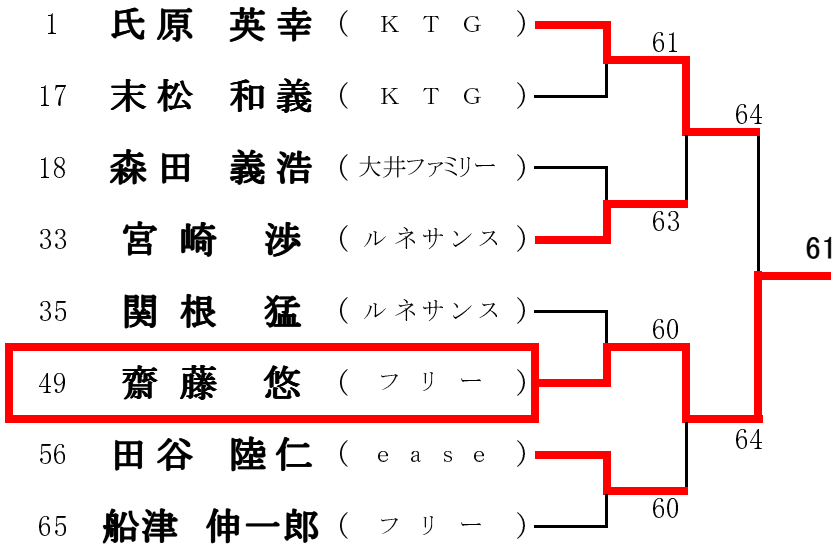 1 氏原 英幸 ( K T G )
61
17 末松 和義 ( K T G )
64
18 森田 義浩 ( 大井ファミリー )
63
33 宮崎 渉 ( ルネサンス )
61
35 関根 猛 ( ルネサンス )
60
49 齋藤 悠 ( フリー )
64
56 田谷 陸仁 ( e a s e )
60
65 船津 伸一郎 ( フリー )